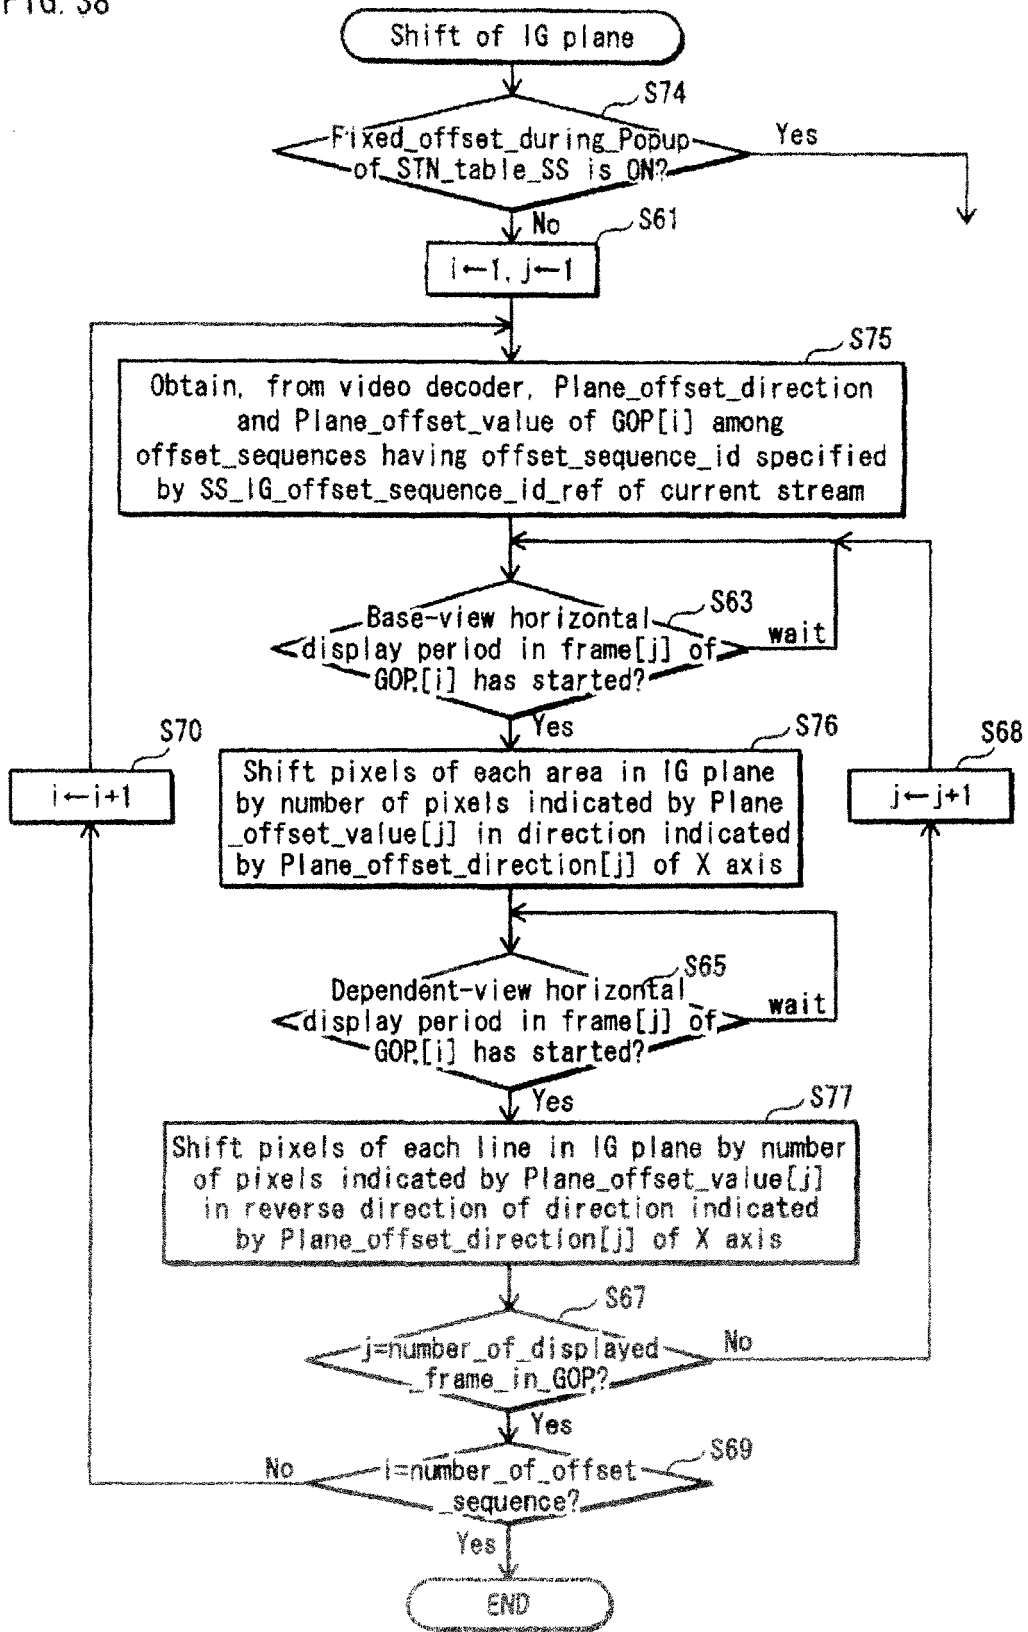 FIG. 38
Shift of IG plane
S74
Fixed_offset_during_Popup
of_STN_table_SS is ON?
Yes
No
S61
i←1, j←1
S75
Obtain, from video decoder, Plane_offset_direction
and Plane_offset_value of GOP[i] among
offset_sequences having offset_sequence_id specified
by SS_IG_offset_sequence_id_ref of current stream
S63
Base-view horizontal
display period in frame[j] of
GOP[i] has started?
wait
Yes
S70
i←i+1
S76
Shift pixels of each area in IG plane
by number of pixels indicated by Plane
_offset_value[j] in direction indicated
by Plane_offset_direction[j] of X axis
S68
j←j+1
S65
Dependent-view horizontal
display period in frame[j] of
GOP[i] has started?
wait
Yes
S77
Shift pixels of each line in IG plane by number
of pixels indicated by Plane_offset_value[j]
in reverse direction of direction indicated
by Plane_offset_direction[j] of X axis
S67
j=number_of_displayed
_frame_in_GOP?
No
Yes
S69
i=number_of_offset
_sequence?
No
Yes
END